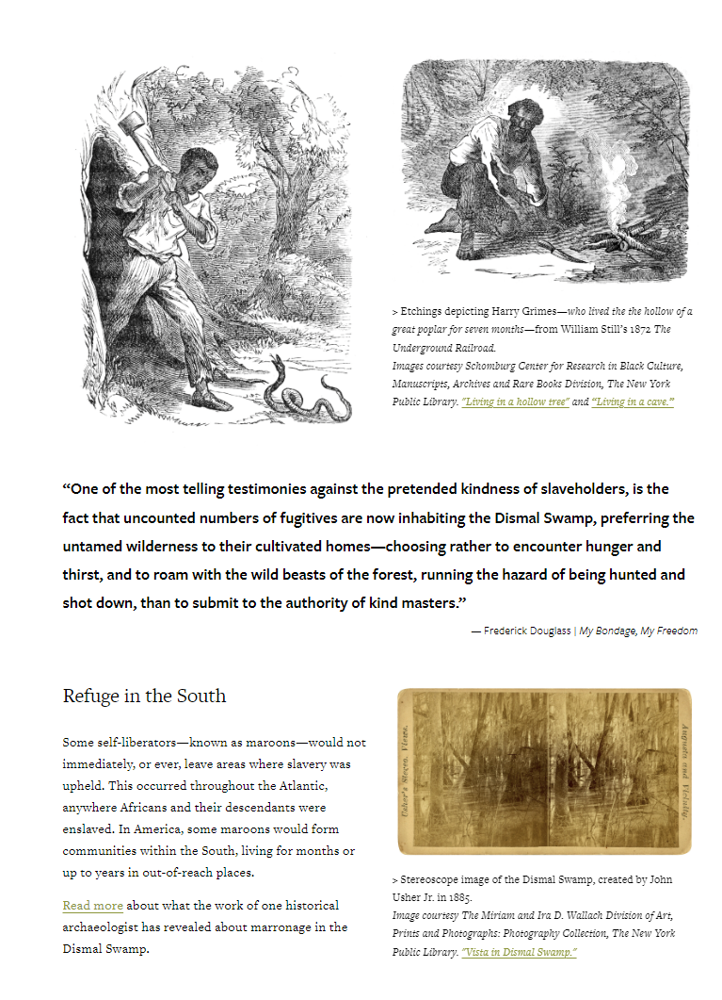 > Etchings depicting Harry Grimes—who lived the the hollow of a
great poplar for seven months—from William Still's 1872 The
Underground Railroad.
Images courtesy Schomburg Center for Research in Black Culture,
Manuscripts, Archives and Rare Books Division, The New York
Public Library. "Living in a hollow tree" and "Living in a cave."
“One of the most telling testimonies against the pretended kindness of slaveholders, is the
fact that uncounted numbers of fugitives are now inhabiting the Dismal Swamp, preferring the
untamed wilderness to their cultivated homes—choosing rather to encounter hunger and
thirst, and to roam with the wild beasts of the forest, running the hazard of being hunted and
shot down, than to submit to the authority of kind masters.”
— Frederick Douglass | My Bondage, My Freedom
Refuge in the South
Some self-liberators—known as maroons—would not
immediately, or ever, leave areas where slavery was
upheld. This occurred throughout the Atlantic,
anywhere Africans and their descendants were
enslaved. In America, some maroons would form
communities within the South, living for months or
up to years in out-of-reach places.
Read more about what the work of one historical
archaeologist has revealed about marronage in the
Dismal Swamp.
Usher's Stereo. Views.
Augusta and Vicinity.
> Stereoscope image of the Dismal Swamp, created by John
Usher Jr. in 1885.
Image courtesy The Miriam and Ira D. Wallach Division of Art,
Prints and Photographs: Photography Collection, The New York
Public Library. "Vista in Dismal Swamp."